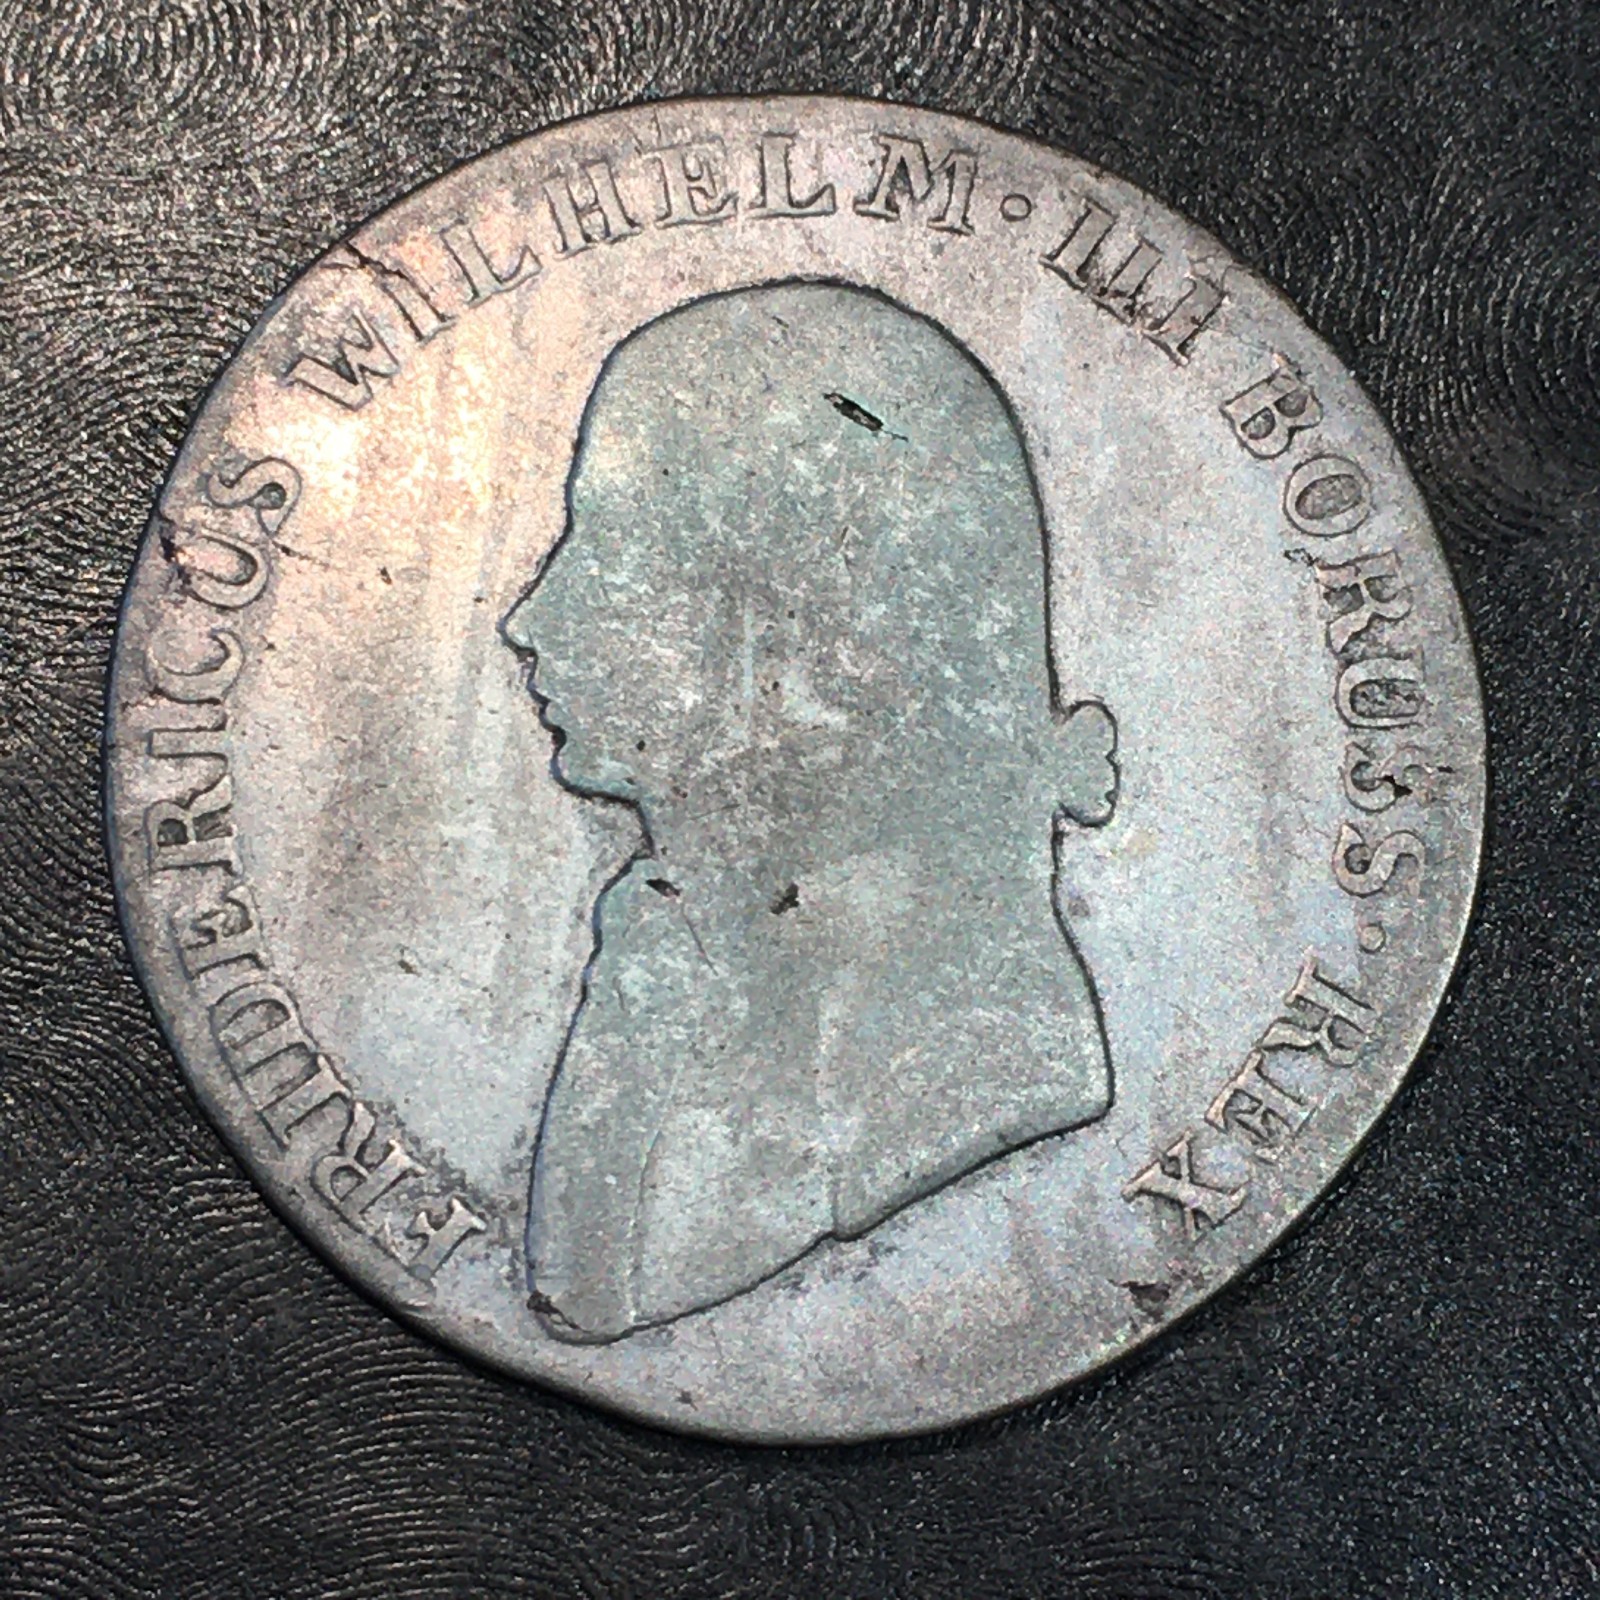 FRIDERICUS WILHELM · III BORUSS · REX